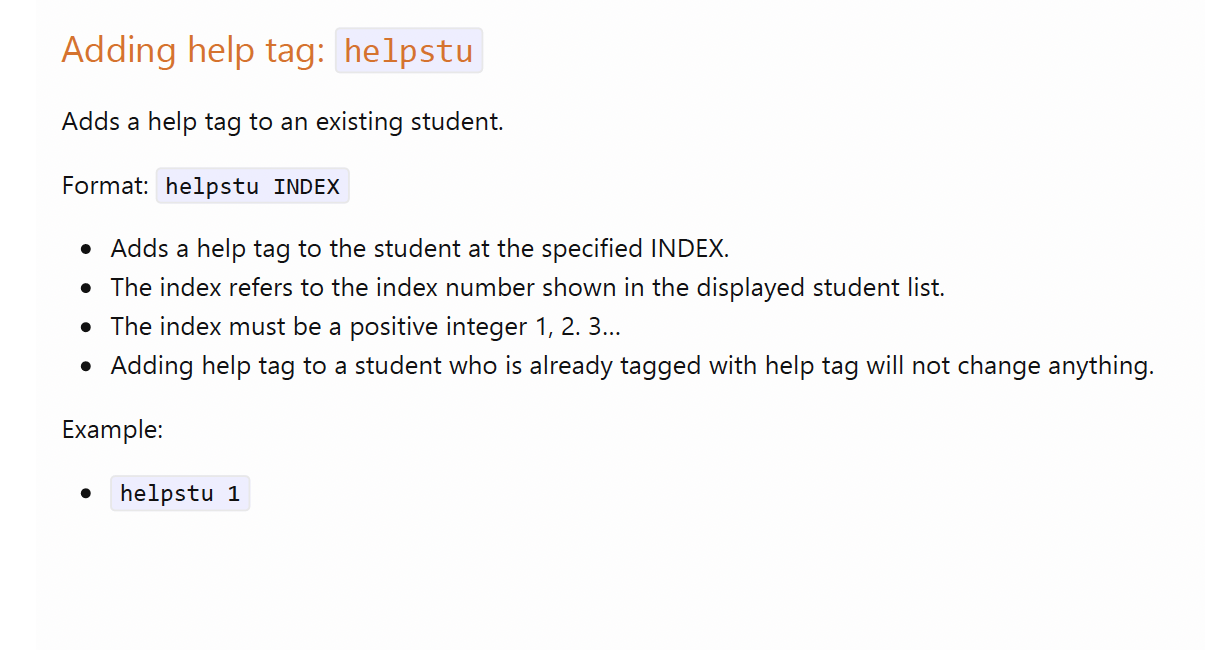 Adding help tag: helpstu
Adds a help tag to an existing student.
Format: helpstu INDEX
• Adds a help tag to the student at the specified INDEX.
• The index refers to the index number shown in the displayed student list.
• The index must be a positive integer 1, 2. 3...
• Adding help tag to a student who is already tagged with help tag will not change anything.
Example:
• helpstu 1